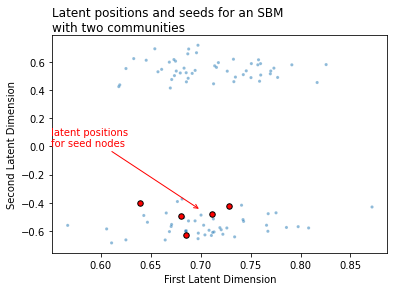 Latent positions and seeds for an SBM
with two communities
Second Latent Dimension
0.6
0.4
0.2
0.0
−0.2
−0.4
−0.6
latent positions
for seed nodes
0.60
0.65
0.70
0.75
0.80
0.85
First Latent Dimension